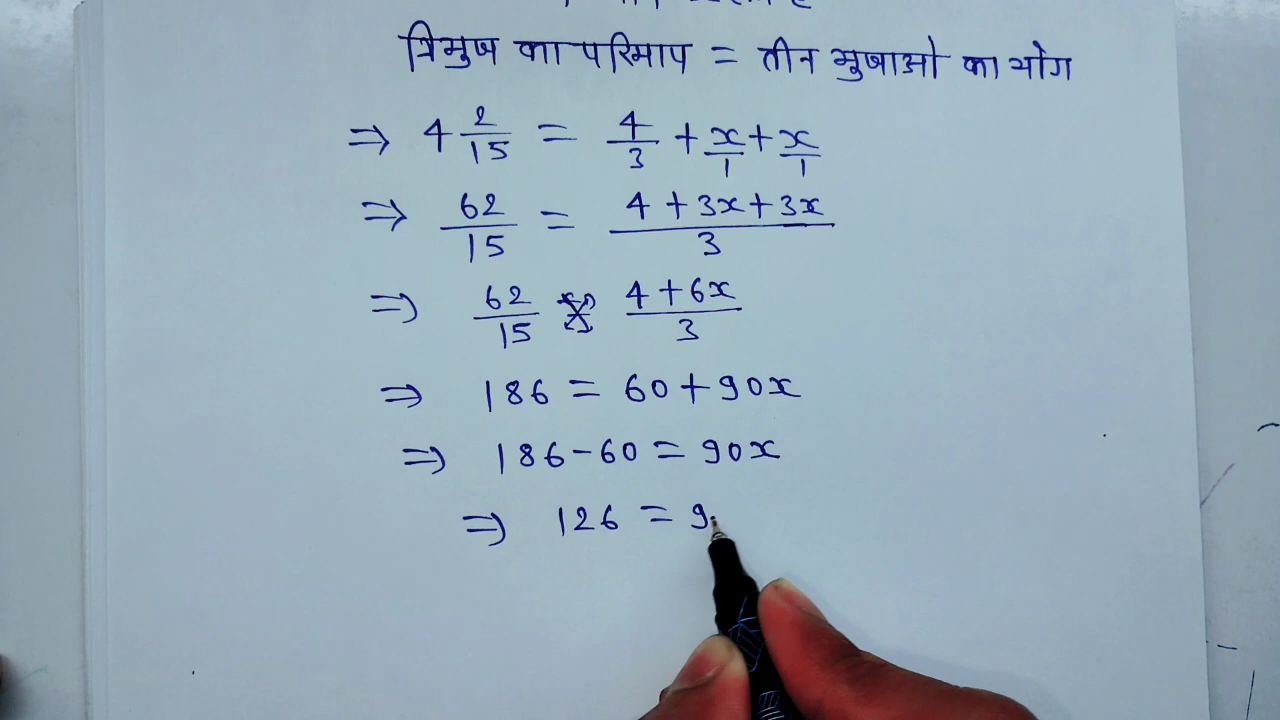 त्रिभुज का परिमाप = तीन भुजाओ का योग
⇒ 4 2/15 = 4/3 + x/1 + x/1
⇒ 62/15 = (4 + 3x + 3x)/3
⇒ 62/15 (4 + 6x)/3
⇒ 186 = 60 + 90x
⇒ 186 - 60 = 90x
⇒ 126 = 9